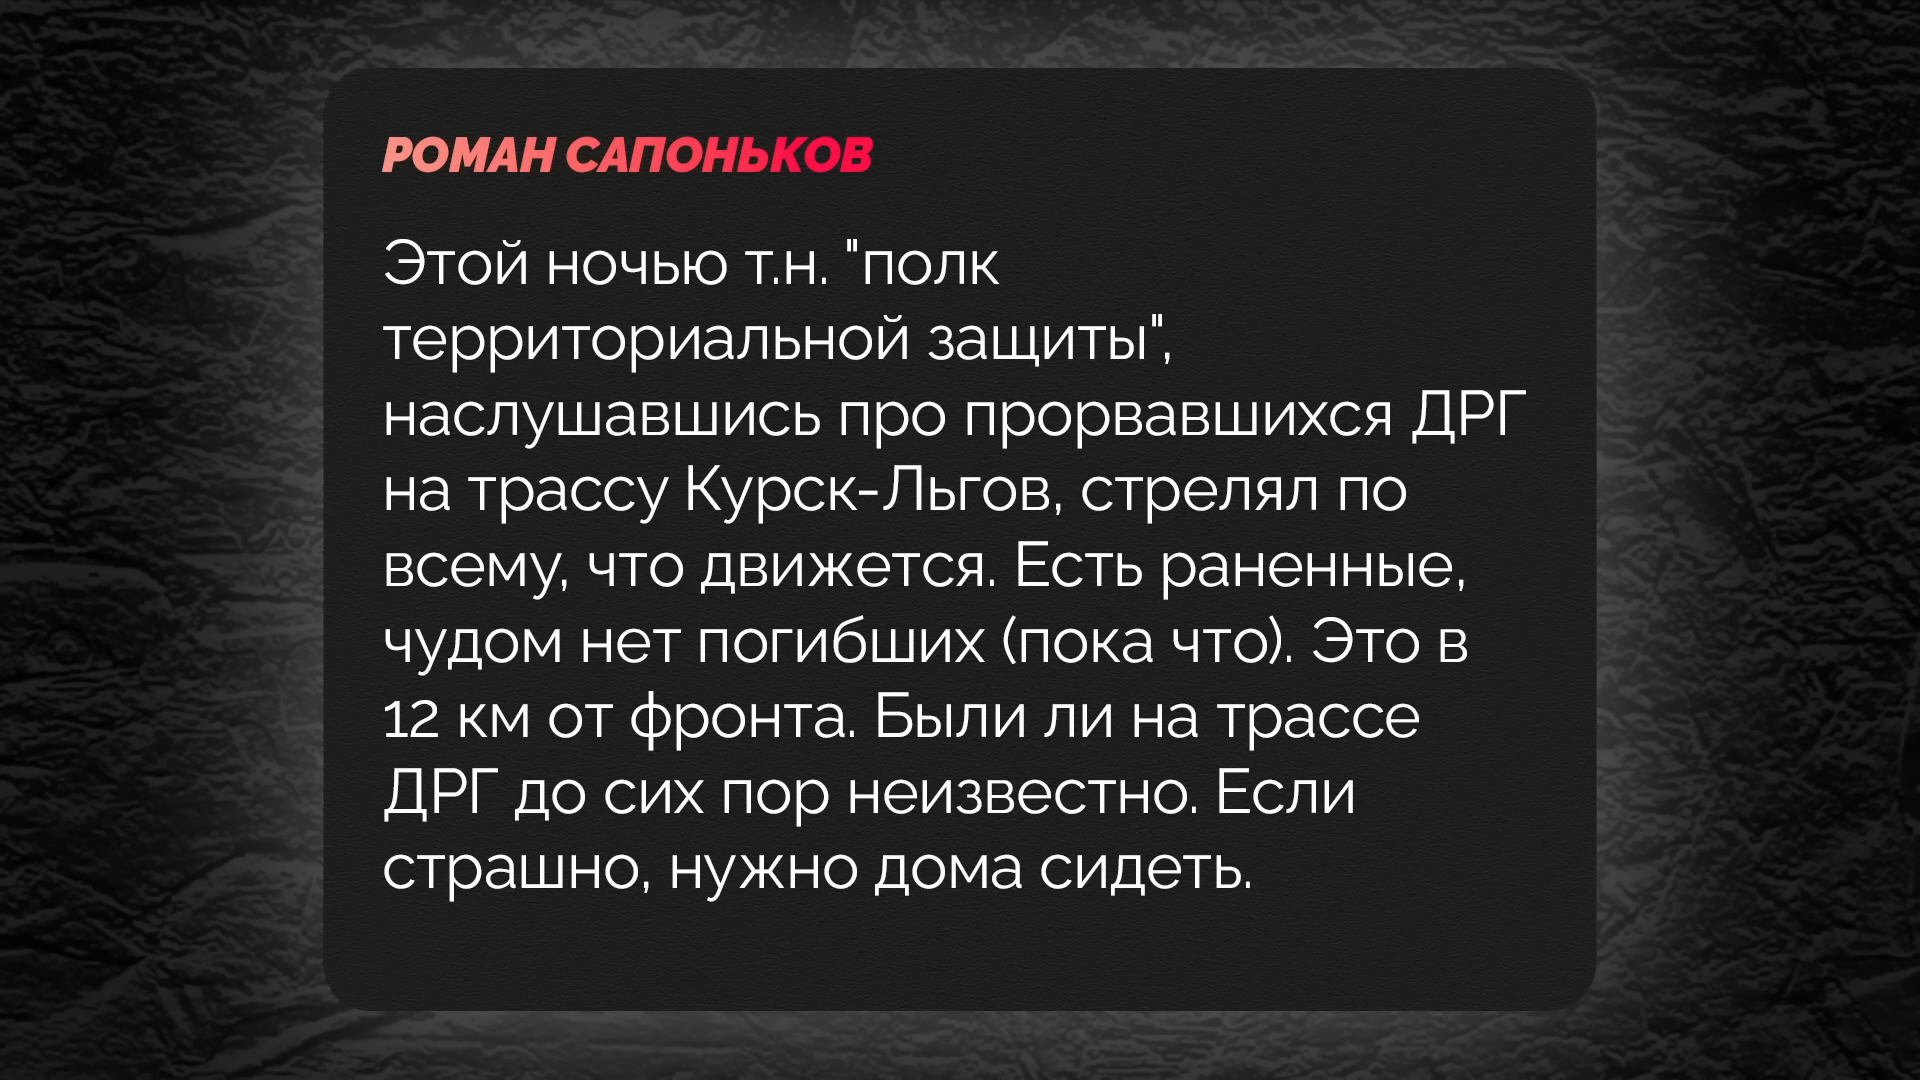 РОМАН САПОНЬКОВ
Этой ночью т.н. "полк
территориальной защиты",
наслушавшись про прорвавшихся ДРГ
на трассу Курск-Льгов, стрелял по
всему, что движется. Есть раненные,
чудом нет погибших (пока что). Это в
12 км от фронта. Были ли на трассе
ДРГ до сих пор неизвестно. Если
страшно, нужно дома сидеть.